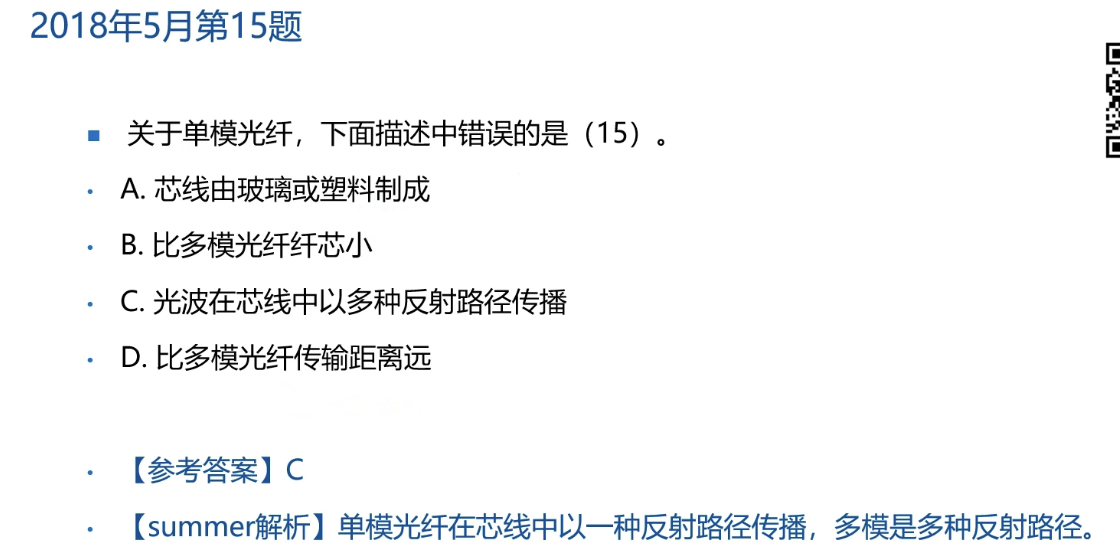 2018年5月第15题
■ 关于单模光纤，下面描述中错误的是（15）。
• A. 芯线由玻璃或塑料制成
• B. 比多模光纤纤芯小
• C. 光波在芯线中以多种反射路径传播
• D. 比多模光纤传输距离远
• 【参考答案】C
• 【summer解析】单模光纤在芯线中以一种反射路径传播，多模是多种反射路径。